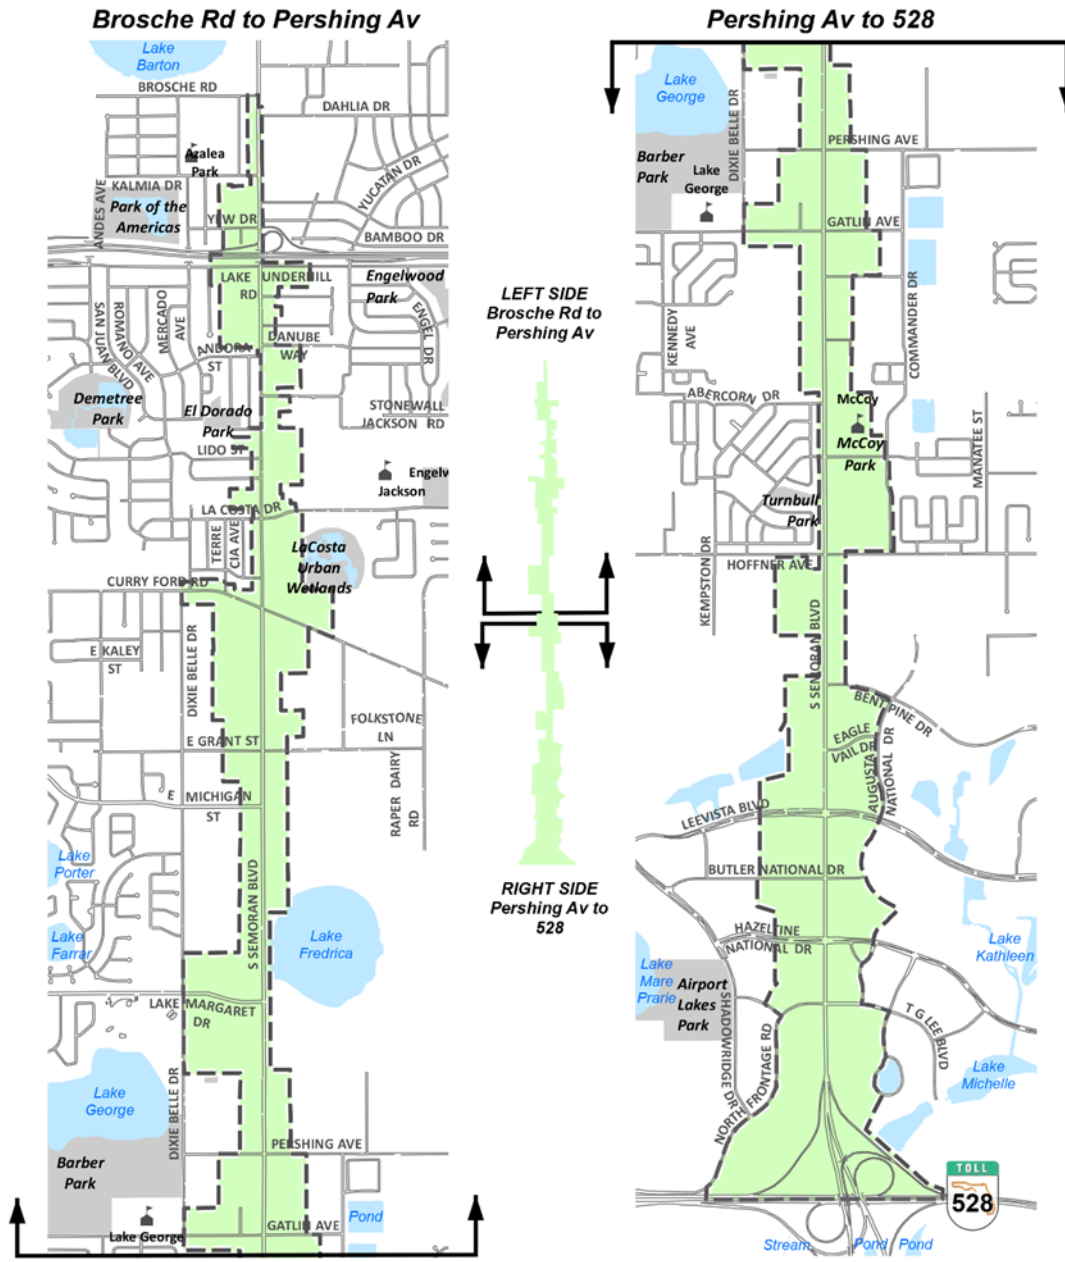 Brosche Rd to Pershing Av
Lake
Barton
BROSCHE RD
DAHLIA DR
Azalea
Park
YUCATAN DR
KALMIA DR
ANDES AVE
Park of the
Americas
YEW DR
BAMBOO DR
LAKE UNDERHILL
RD
Engelwood
Park
SAN JUAN BLVD
ROMANO AVE
MERCADO
AVE
ENGEL DR
DANUBE
WAY
ANDORA
ST
Demetree
Park
El Dorado
Park
STONEWALL
JACKSON RD
LIDO ST
Engelw
Jackson
LA COSTA DR
TERRE
CIA AVE
LaCosta
Urban
Wetlands
CURRY FORD RD
E KALEY
ST
DIXIE BELLE DR
FOLKSTONE
LN
E GRANT ST
RAPER DAIRY
RD
E MICHIGAN
ST
Lake
Porter
S SEMORAN BLVD
Lake
Farrar
Lake
Fredrica
LAKE MARGARET
DR
Lake
George
DIXIE BELLE DR
PERSHING AVE
Barber
Park
Lake George
GATLIN AVE
Pond
LEFT SIDE
Brosche Rd to
Pershing Av
RIGHT SIDE
Pershing Av to
528
Pershing Av to 528
Lake
George
DIXIE BELLE DR
PERSHING AVE
Barber
Park
Lake
George
GATLIN AVE
KENNEDY
AVE
COMMANDER DR
ABERCORN DR
McCoy
McCoy
Park
MANATEE ST
Turnbull
Park
KEMPSTON DR
HOFFNER AVE
S SEMORAN BLVD
BENT PINE DR
EAGLE
VAIL DR
AUGUSTA
NATIONAL DR
LEEVISTA BLVD
BUTLER NATIONAL DR
HAZELTINE
NATIONAL DR
Lake
Kathleen
Lake
Mare
Prarie
Airport
Lakes
Park
SHADOWRIDGE DR
T G LEE BLVD
NORTH FRONTAGE RD
Lake
Michelle
TOLL
528
Stream
Pond
Pond